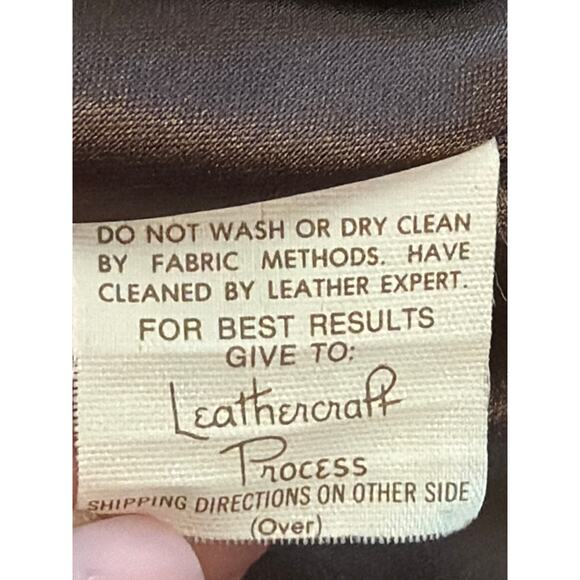 DO NOT WASH OR DRY CLEAN
BY FABRIC METHODS. HAVE
CLEANED BY LEATHER EXPERT.
FOR BEST RESULTS
GIVE TO:
Leathercraft
Process
SHIPPING DIRECTIONS ON OTHER SIDE
(Over)